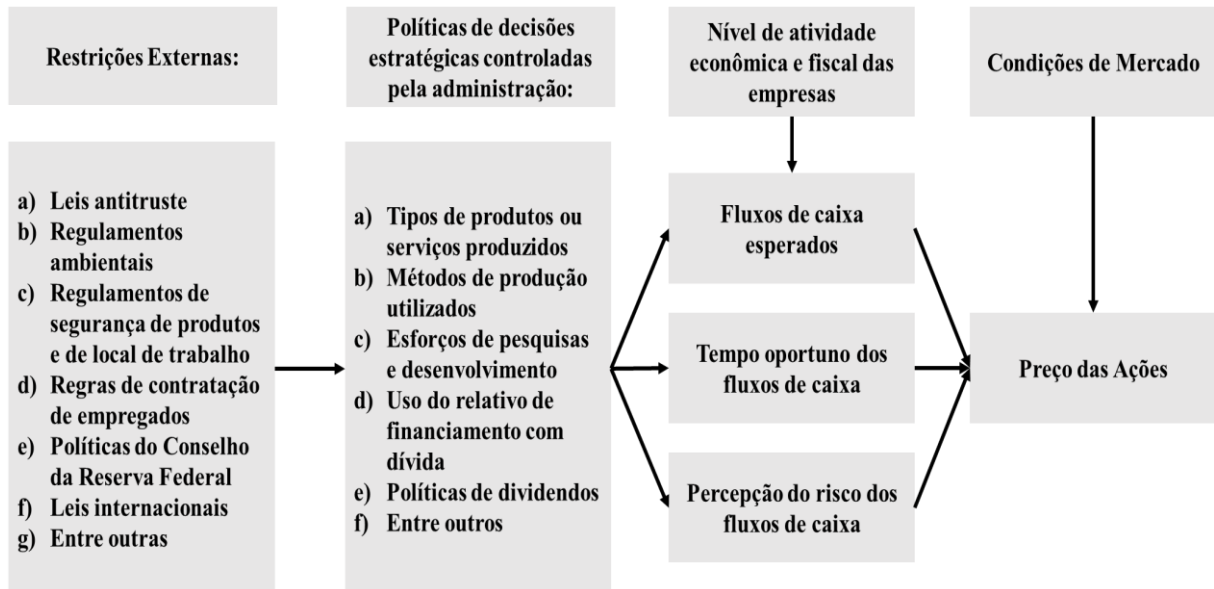 Restrições Externas:
Políticas de decisões
estratégicas controladas
pela administração:
Nível de atividade
econômica e fiscal das
empresas
Condições de Mercado
a) Leis antitruste
b) Regulamentos
ambientais
c) Regulamentos de
segurança de produtos
e de local de trabalho
d) Regras de contratação
de empregados
e) Políticas do Conselho
da Reserva Federal
f) Leis internacionais
g) Entre outras
a) Tipos de produtos ou
serviços produzidos
b) Métodos de produção
utilizados
c) Esforços de pesquisas
e desenvolvimento
d) Uso do relativo de
financiamento com
dívida
e) Políticas de dividendos
f) Entre outros
Fluxos de caixa
esperados
Tempo oportuno dos
fluxos de caixa
Percepção do risco dos
fluxos de caixa
Preço das Ações